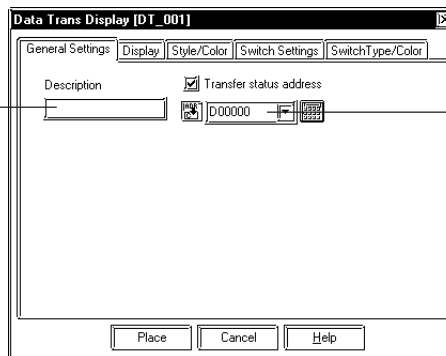 Data Trans Display [DT_001]
General Settings Display Style/Color Switch Settings SwitchType/Color
Description Transfer status address
D00000
Place Cancel Help